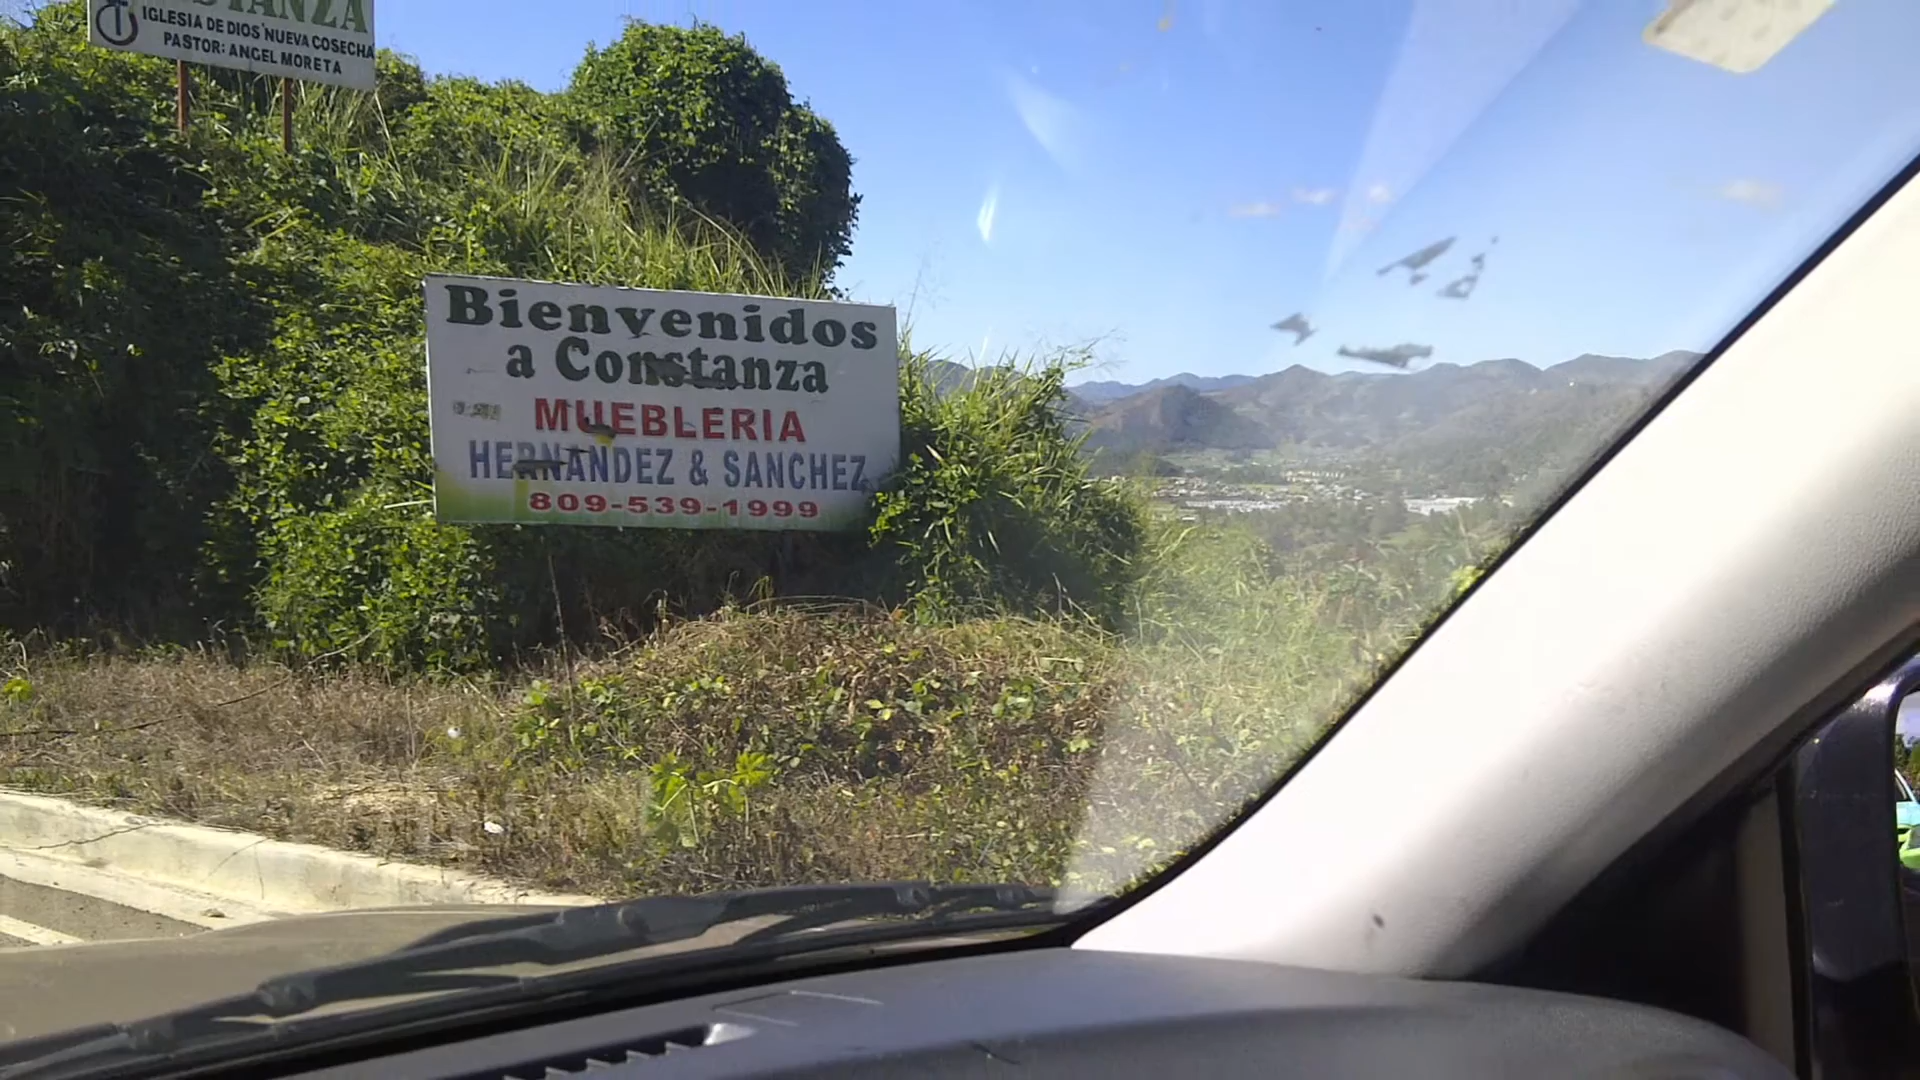 IGLESIA DE DIOS NUEVA COSECHA
PASTOR: ANGEL MORETA
Bienvenidos
a Constanza
MUEBLERIA
HERNANDEZ & SANCHEZ
809-539-1999